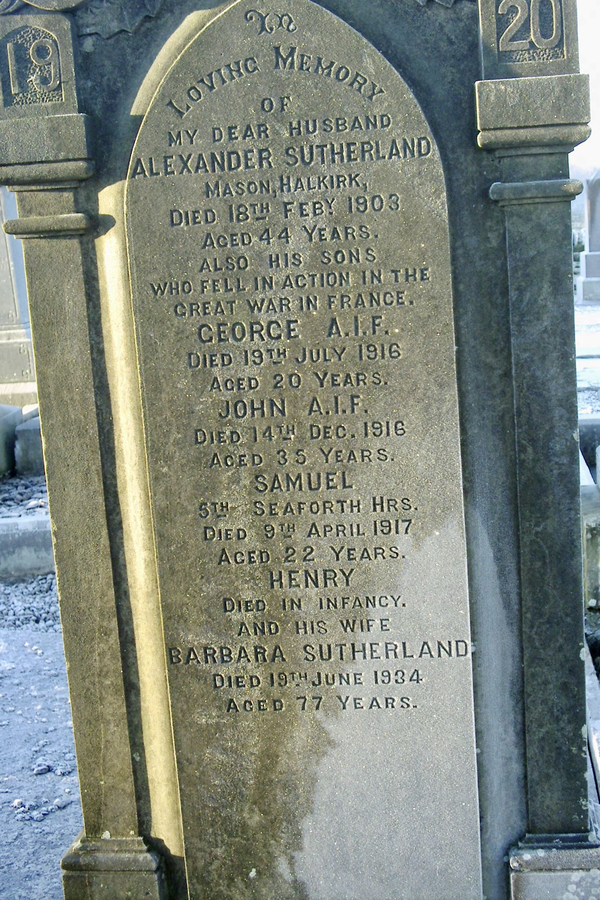 19 20
In
Loving Memory
OF
MY DEAR HUSBAND
ALEXANDER SUTHERLAND
MASON, HALKIRK,
DIED 18TH FEBY 1903
AGED 44 YEARS.
ALSO HIS SONS
WHO FELL IN ACTION IN THE
GREAT WAR IN FRANCE.
GEORGE A.I.F.
DIED 19TH JULY 1916
AGED 20 YEARS.
JOHN A.I.F.
DIED 14TH DEC. 1916
AGED 35 YEARS.
SAMUEL
5TH SEAFORTH HRS.
DIED 9TH APRIL 1917
AGED 22 YEARS.
HENRY
DIED IN INFANCY.
AND HIS WIFE
BARBARA SUTHERLAND
DIED 19TH JUNE 1934
AGED 77 YEARS.